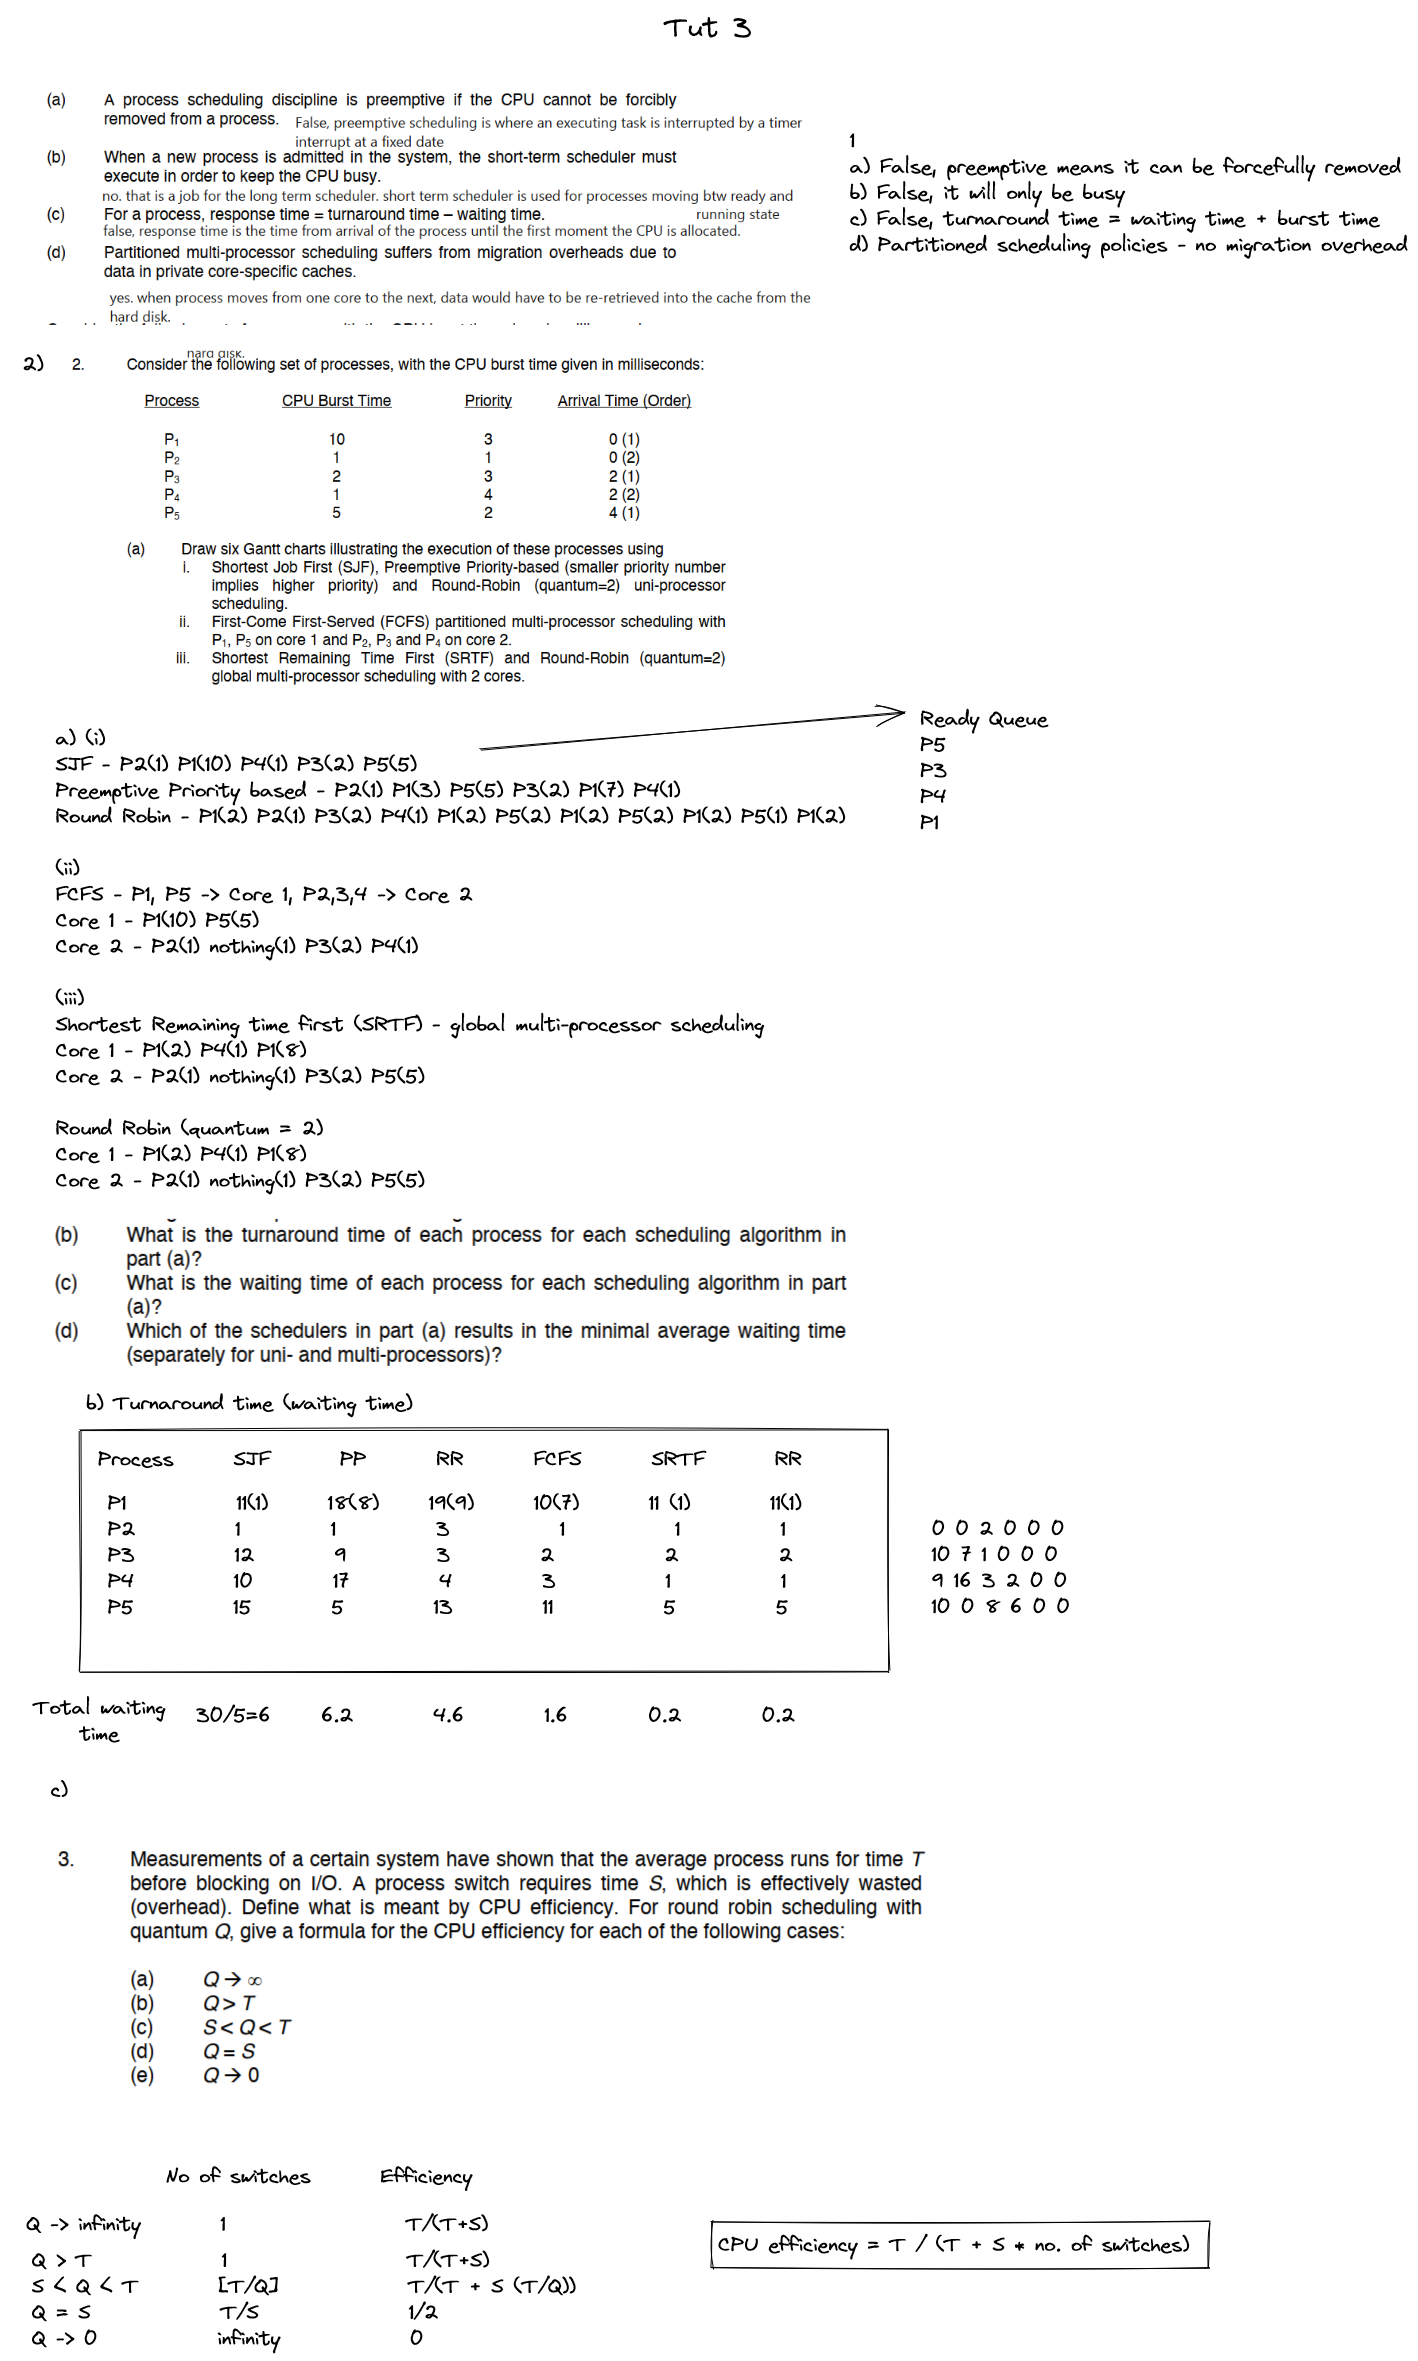 Tut 3
(a) A process scheduling discipline is preemptive if the CPU cannot be forcibly
removed from a process. False, preemptive scheduling is where an executing task is interrupted by a timer
interrupt at a fixed date
(b) When a new process is admitted in the system, the short-term scheduler must
execute in order to keep the CPU busy.
no. that is a job for the long term scheduler. short term scheduler is used for processes moving btw ready and
running state
(c) For a process, response time = turnaround time – waiting time.
false, response time is the time from arrival of the process until the first moment the CPU is allocated.
(d) Partitioned multi-processor scheduling suffers from migration overheads due to
data in private core-specific caches.
yes. when process moves from one core to the next, data would have to be re-retrieved into the cache from the
hard disk.
1
a) False, preemptive means it can be forcefully removed
b) False, it will only be busy
c) False, turnaround time = waiting time + burst time
d) Partitioned scheduling policies - no migration overhead
hard disk.
2) 2. Consider the following set of processes, with the CPU burst time given in milliseconds:
Process CPU Burst Time Priority Arrival Time (Order)
P1 10 3 0 (1)
P2 1 1 0 (2)
P3 2 3 2 (1)
P4 1 4 2 (2)
P5 5 2 4 (1)
(a) Draw six Gantt charts illustrating the execution of these processes using
i. Shortest Job First (SJF), Preemptive Priority-based (smaller priority number
implies higher priority) and Round-Robin (quantum=2) uni-processor
scheduling.
ii. First-Come First-Served (FCFS) partitioned multi-processor scheduling with
P1, P5 on core 1 and P2, P3 and P4 on core 2.
iii. Shortest Remaining Time First (SRTF) and Round-Robin (quantum=2)
global multi-processor scheduling with 2 cores.
a) (i)
SJF - P2(1) P1(10) P4(1) P3(2) P5(5)
Preemptive Priority based - P2(1) P1(3) P5(5) P3(2) P1(7) P4(1)
Round Robin - P1(2) P2(1) P3(2) P4(1) P1(2) P5(2) P1(2) P5(2) P1(2) P5(1) P1(2)
Ready Queue
P5
P3
P4
P1
(ii)
FCFS - P1, P5 -> Core 1, P2,3,4 -> Core 2
Core 1 - P1(10) P5(5)
Core 2 - P2(1) nothing(1) P3(2) P4(1)
(iii)
Shortest Remaining time first (SRTF) - global multi-processor scheduling
Core 1 - P1(2) P4(1) P1(8)
Core 2 - P2(1) nothing(1) P3(2) P5(5)
Round Robin (quantum = 2)
Core 1 - P1(2) P4(1) P1(8)
Core 2 - P2(1) nothing(1) P3(2) P5(5)
(b) What is the turnaround time of each process for each scheduling algorithm in
part (a)?
(c) What is the waiting time of each process for each scheduling algorithm in part
(a)?
(d) Which of the schedulers in part (a) results in the minimal average waiting time
(separately for uni- and multi-processors)?
b) Turnaround time (waiting time)
Process SJF PP RR FCFS SRTF RR
P1 11(1) 18(8) 19(9) 10(7) 11 (1) 11(1)
P2 1 1 3 1 1 1 0 0 2 0 0 0
P3 12 9 3 2 2 2 10 7 1 0 0 0
P4 10 17 4 3 1 1 9 16 3 2 0 0
P5 15 5 13 11 5 5 10 0 8 6 0 0
Total waiting
time 30/5=6 6.2 4.6 1.6 0.2 0.2
c)
3. Measurements of a certain system have shown that the average process runs for time T
before blocking on I/O. A process switch requires time S, which is effectively wasted
(overhead). Define what is meant by CPU efficiency. For round robin scheduling with
quantum Q, give a formula for the CPU efficiency for each of the following cases:
(a) Q → ∞
(b) Q > T
(c) S < Q < T
(d) Q = S
(e) Q → 0
No of switches Efficiency
Q -> infinity 1 T/(T+S)
Q > T 1 T/(T+S)
S < Q < T [T/Q] T/(T + S (T/Q))
Q = S T/S 1/2
Q -> 0 infinity 0
CPU efficiency = T / (T + S * no. of switches)